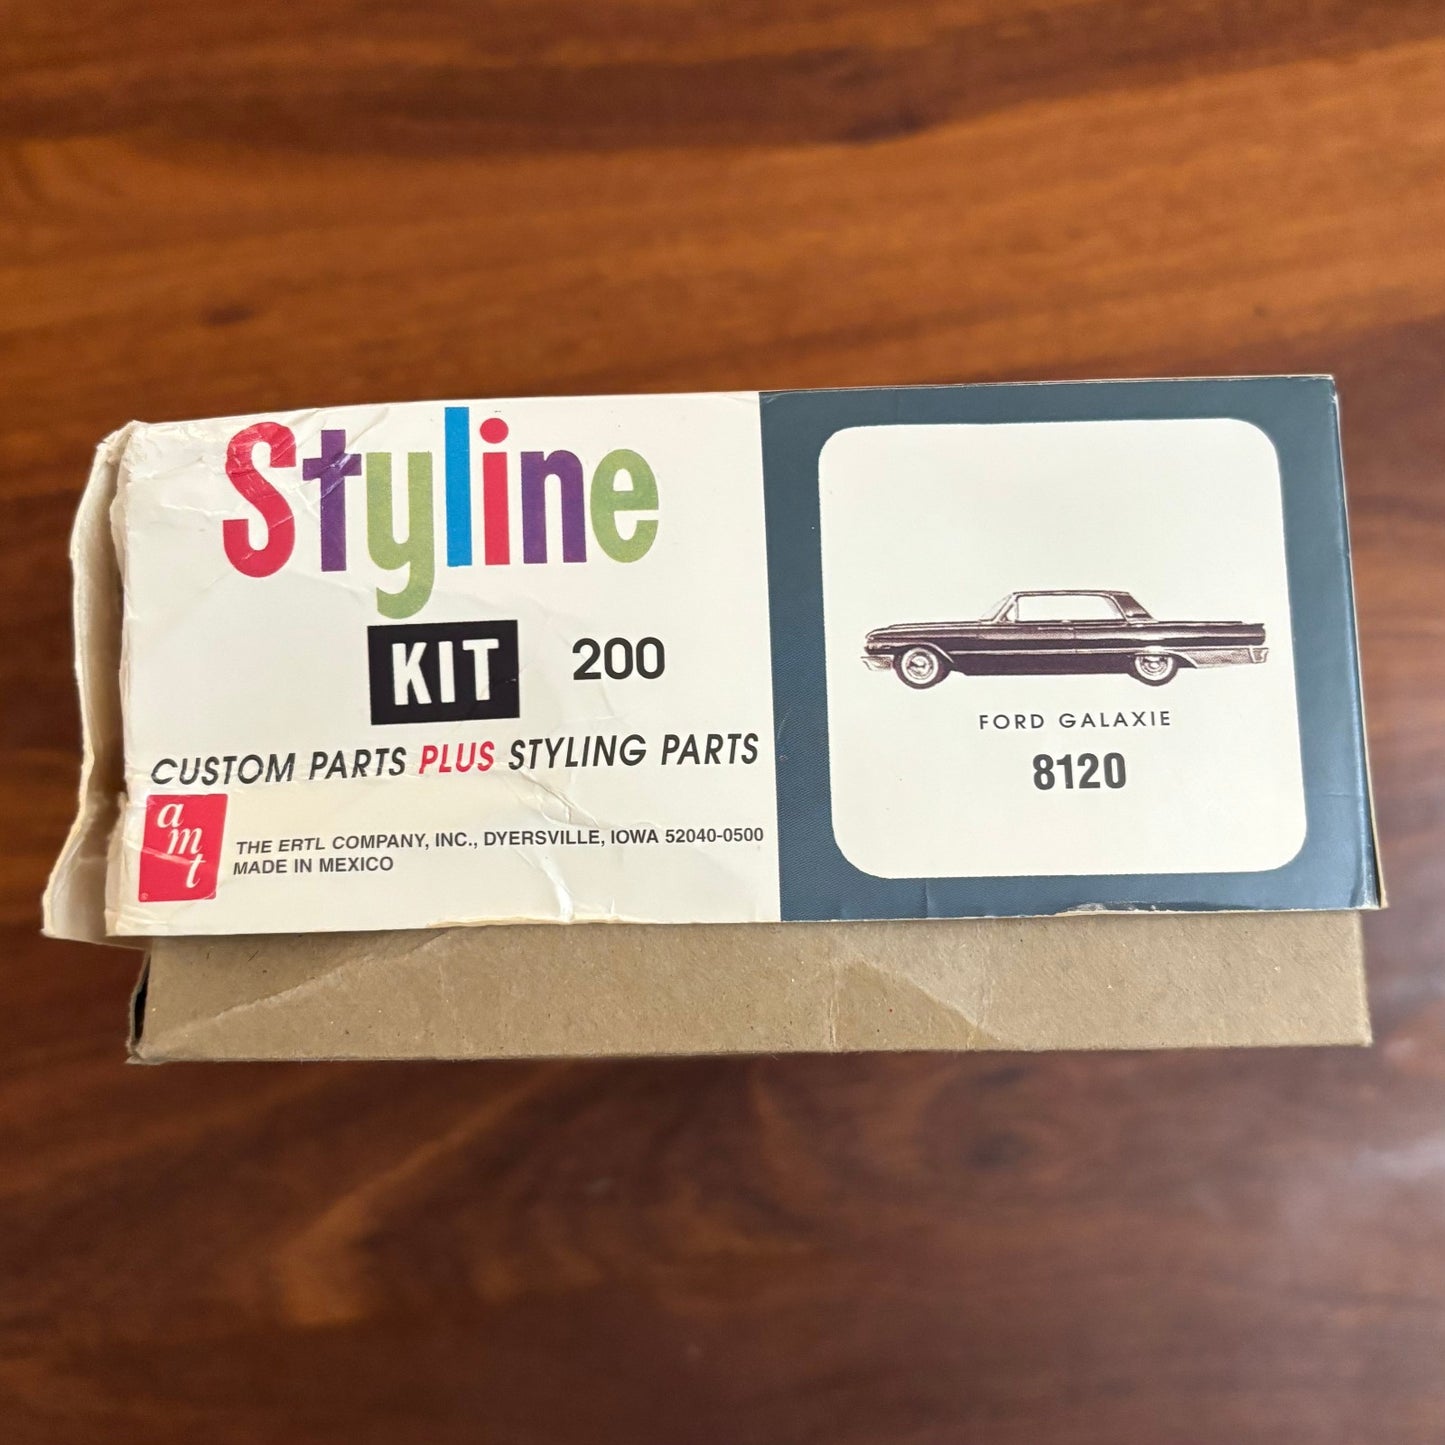 Styline
KIT 200
CUSTOM PARTS PLUS STYLING PARTS
amt
THE ERTL COMPANY, INC., DYERSVILLE, IOWA 52040-0500
MADE IN MEXICO
FORD GALAXIE
8120